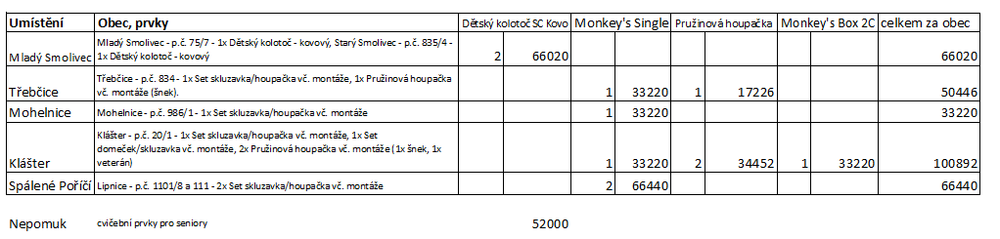 Umístění Obec, prvky Dětský kolotoč SC Kovo Monkey's Single Pružinová houpačka Monkey's Box 2C celkem za obec
Mladý Smolivec - p.č. 75/7 - 1x Dětský kolotoč - kovový, Starý Smolivec - p.č. 835/4 -
Mladý Smolivec 1x Dětský kolotoč - kovový 2 66020 66020
Třebčice - p.č. 834 - 1x Set skluzavka/houpačka vč. montáže, 1x Pružinová houpačka
Třebčice vč. montáže (šnek). 1 33220 1 17226 50446
Mohelnice Mohelnice - p.č. 986/1 - 1x Set skluzavka/houpačka vč. montáže 1 33220 33220
Klášter - p.č. 20/1 - 1x Set skluzavka/houpačka vč. montáže, 1x Set
domeček/skluzavka vč. montáže, 2x Pružinová houpačka vč. montáže (1x šnek, 1x
Klášter veterán) 1 33220 2 34452 1 33220 100892
Spálené Poříčí Lipnice - p.č. 1101/8 a 111 - 2x Set skluzavka/houpačka vč. montáže 2 66440 66440
Nepomuk cvičební prvky pro seniory 52000